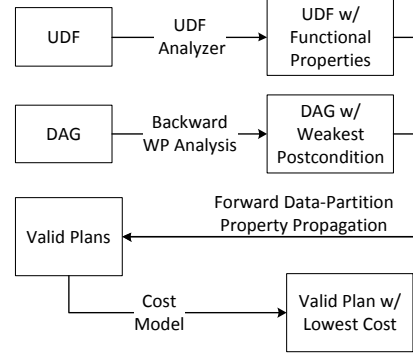 UDF
UDF
Analyzer
UDF w/
Functional
Properties
DAG
Backward
WP Analysis
DAG w/
Weakest
Postcondition
Forward Data-Partition
Property Propagation
Valid Plans
Cost
Model
Valid Plan w/
Lowest Cost